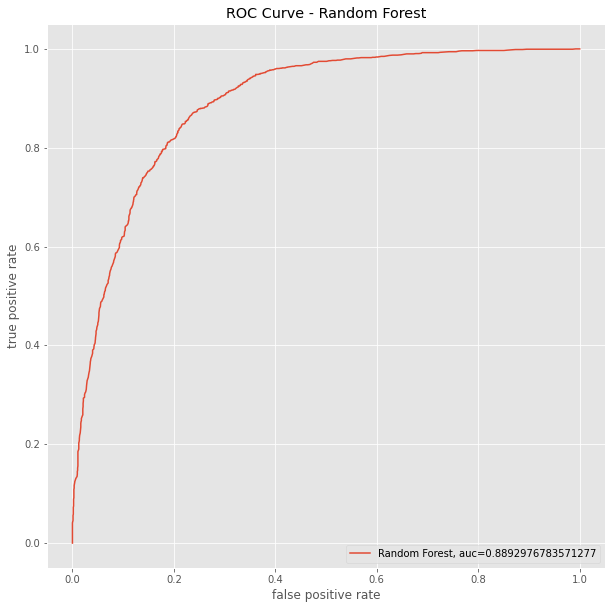 ROC Curve - Random Forest
1.0
0.8
0.6
0.4
0.2
0.0
true positive rate
0.0 0.2 0.4 0.6 0.8 1.0
false positive rate
Random Forest, auc=0.8892976783571277